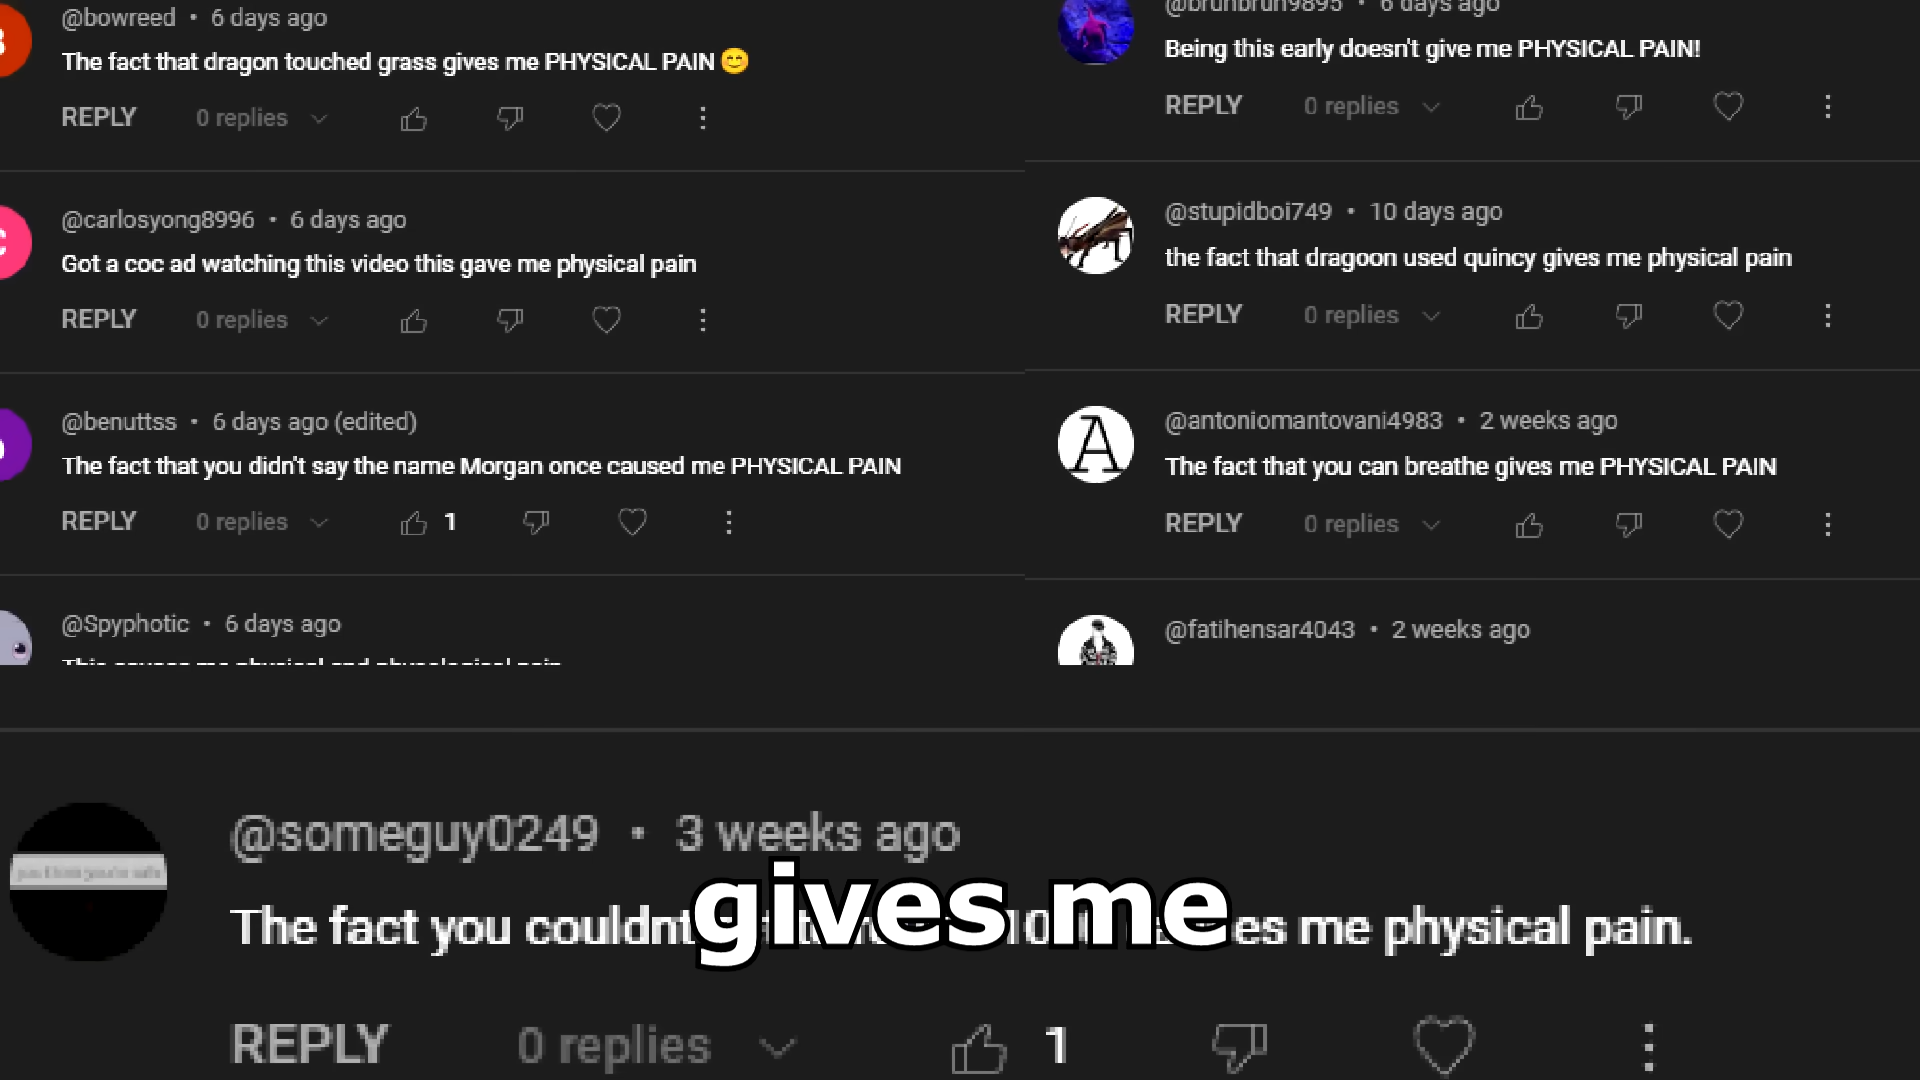 @bowreed • 6 days ago
The fact that dragon touched grass gives me PHYSICAL PAIN 😊
REPLY 0 replies
@carlosyong8996 • 6 days ago
Got a coc ad watching this video this gave me physical pain
REPLY 0 replies
@benuttss • 6 days ago (edited)
The fact that you didn't say the name Morgan once caused me PHYSICAL PAIN
REPLY 0 replies 1
@Spyphotic • 6 days ago
@brunbrun9895 • 6 days ago
Being this early doesn't give me PHYSICAL PAIN!
REPLY 0 replies
@stupidboi749 • 10 days ago
the fact that dragoon used quincy gives me physical pain
REPLY 0 replies
@antoniomantovani4983 • 2 weeks ago
The fact that you can breathe gives me PHYSICAL PAIN
REPLY 0 replies
@fatihensar4043 • 2 weeks ago
@someguy0249 • 3 weeks ago
The fact you couldnt me physical pain.
gives me
REPLY 0 replies 1